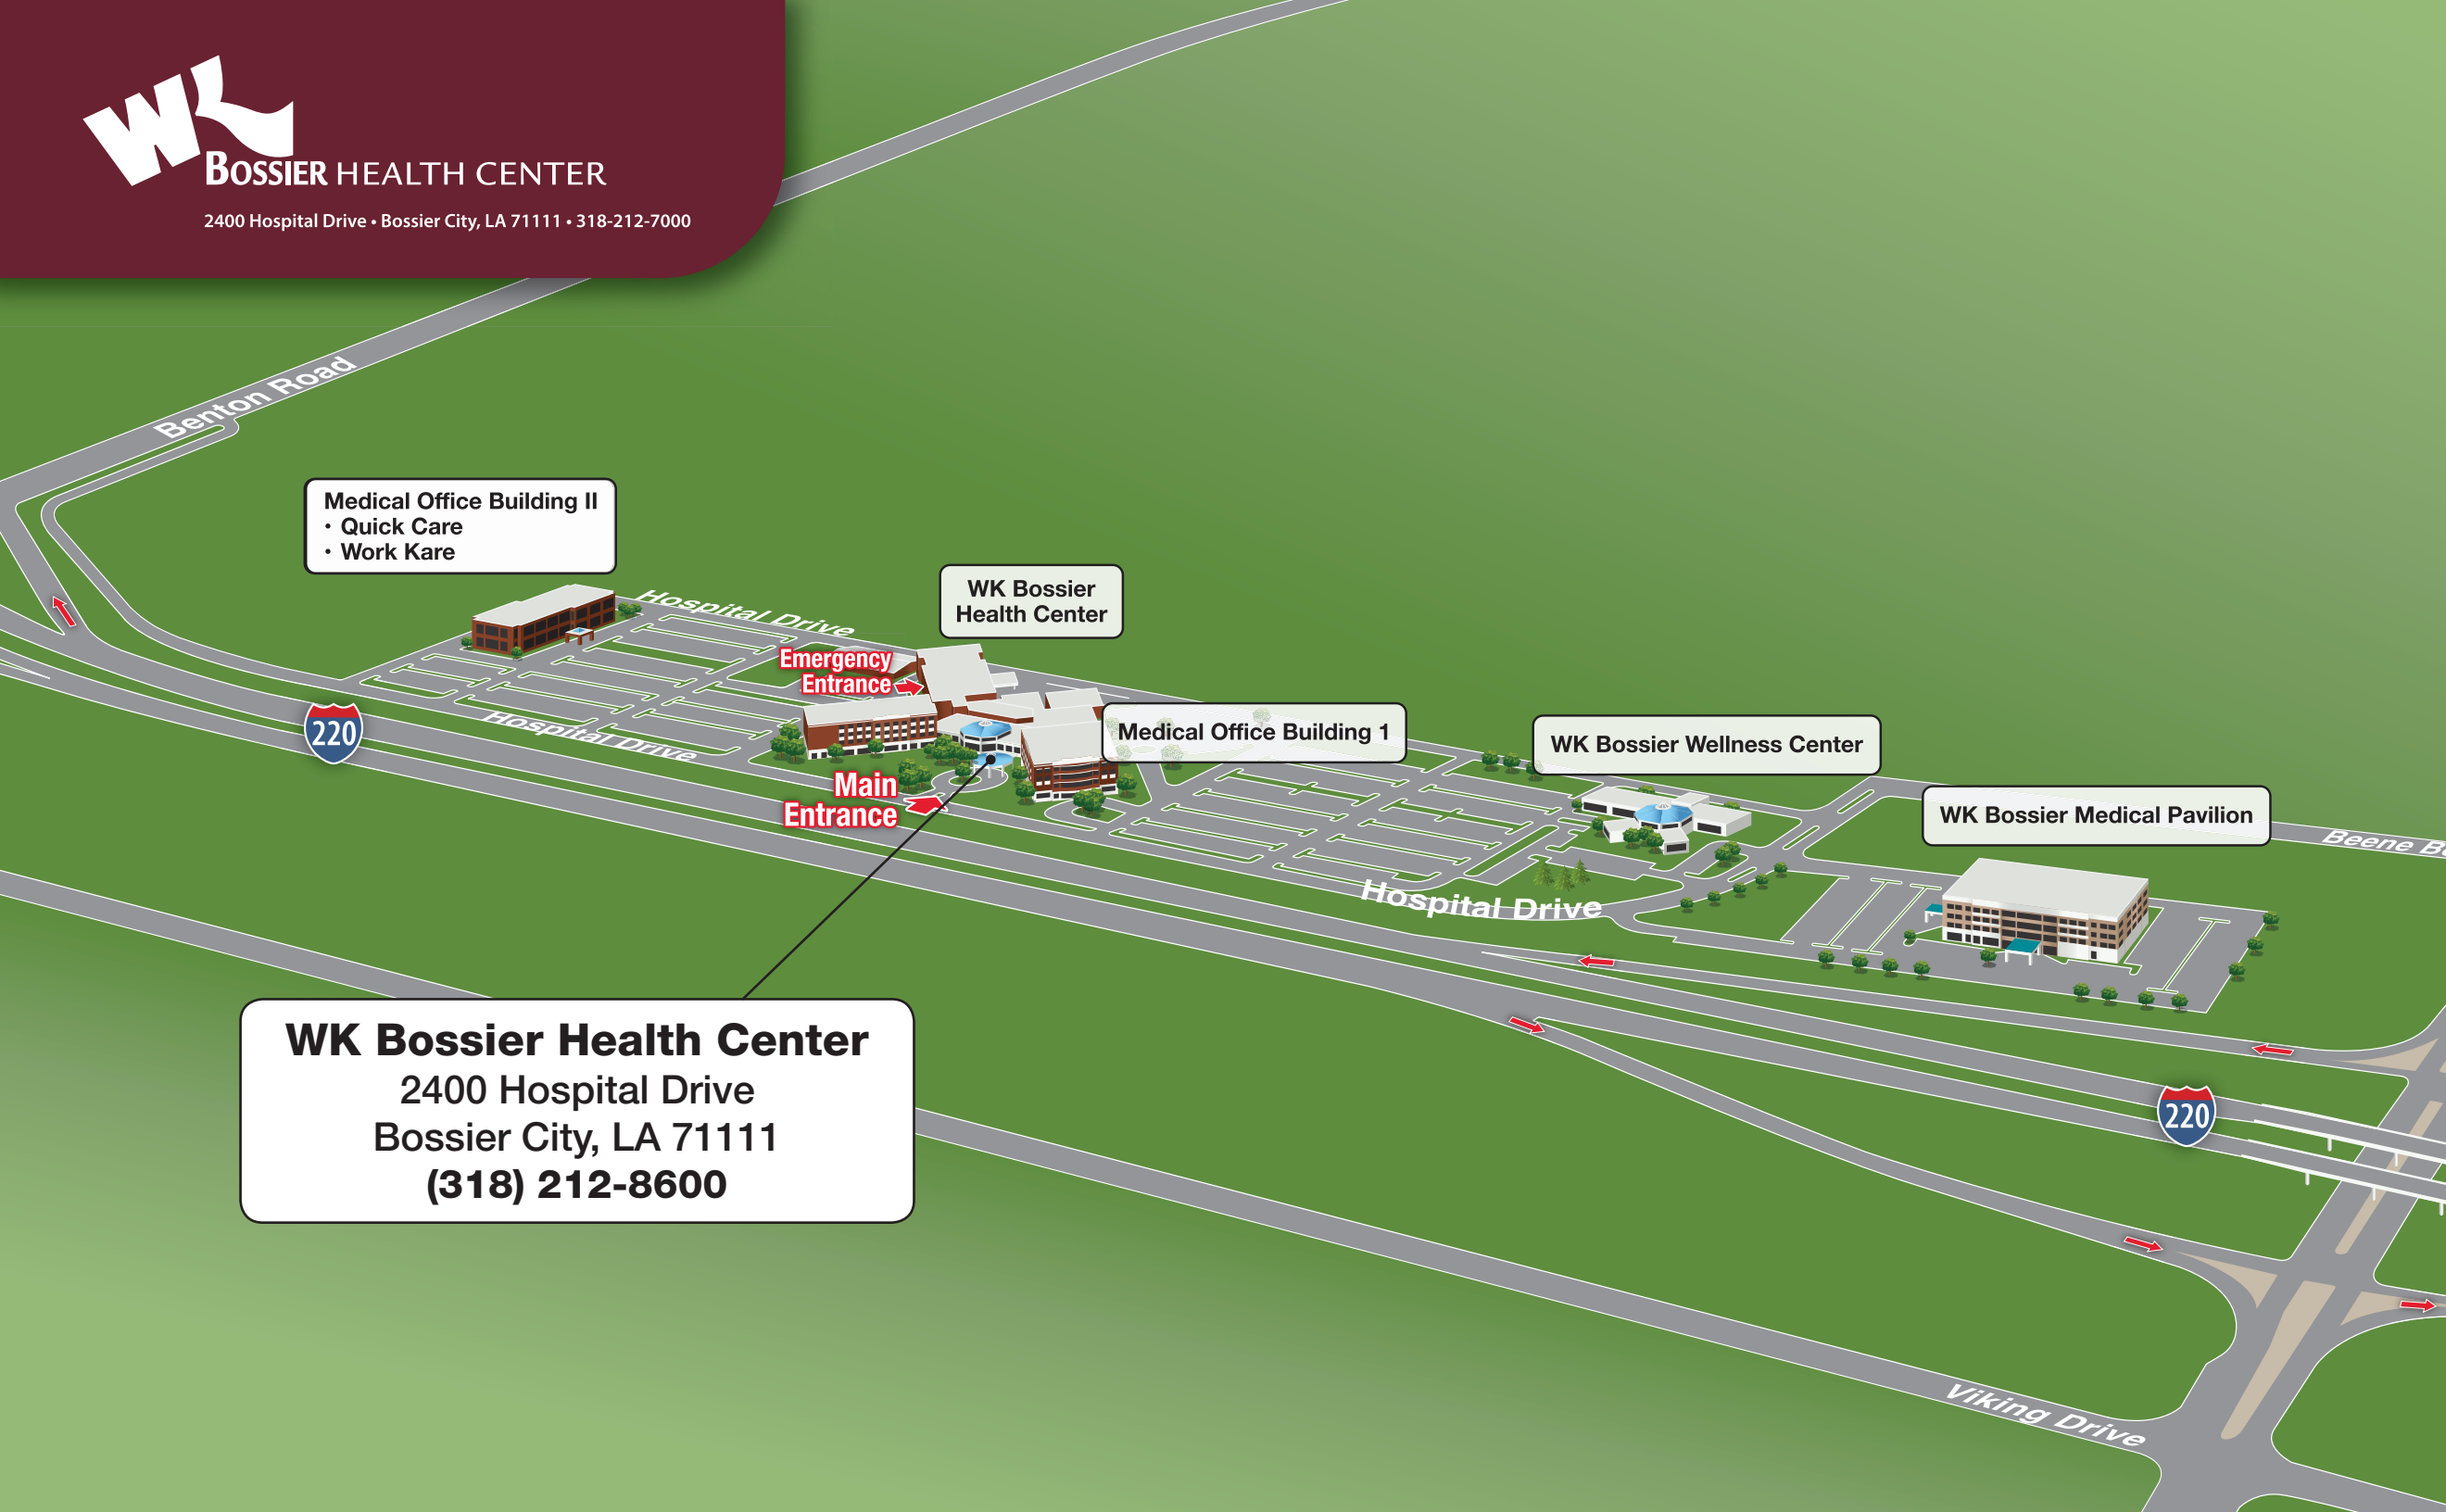 WK
BOSSIER HEALTH CENTER
2400 Hospital Drive • Bossier City, LA 71111 • 318-212-7000
Benton Road
Medical Office Building II
• Quick Care
• Work Kare
Hospital Drive
WK Bossier
Health Center
Emergency
Entrance
Hospital Drive
220
Medical Office Building 1
WK Bossier Wellness Center
Main
Entrance
WK Bossier Medical Pavilion
Beene B
Hospital Drive
WK Bossier Health Center
2400 Hospital Drive
Bossier City, LA 71111
(318) 212-8600
220
Viking Drive